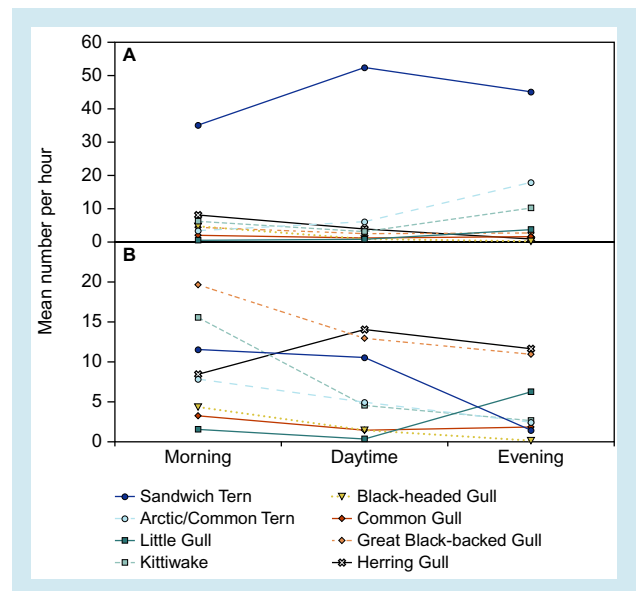 60
A
50
40
30
20
10
0
Mean number per hour
B
20
15
10
5
0
Morning Daytime Evening
Sandwich Tern Black-headed Gull
Arctic/Common Tern Common Gull
Little Gull Great Black-backed Gull
Kittiwake Herring Gull